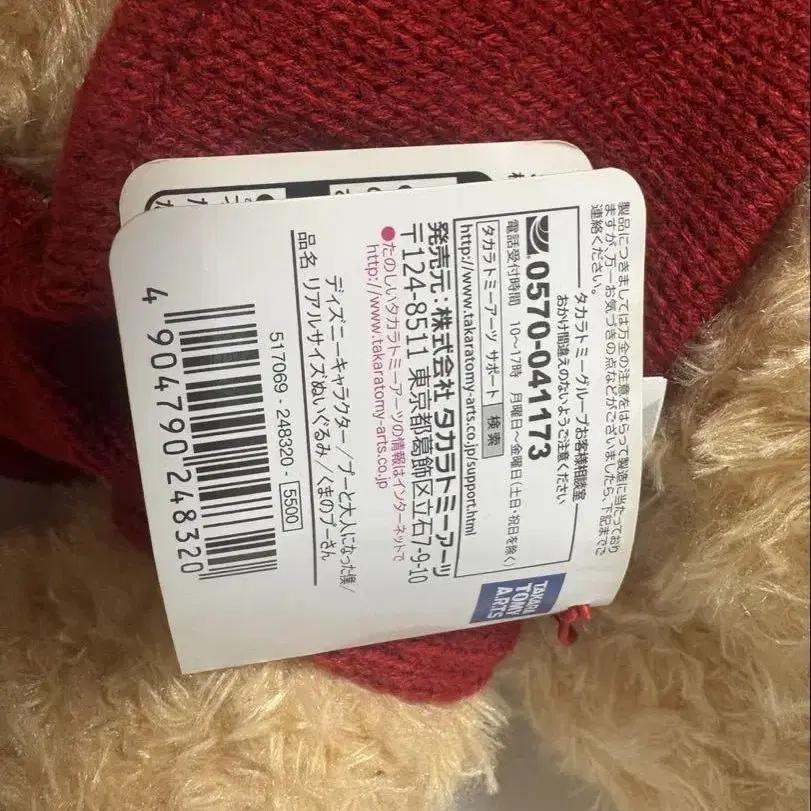 製品につきましては万全の注意をはらって製造に当たっており
ますが、万一お気づきの点などがございましたら、下記までご
連絡ください。
タカラトミーグループお客様相談室
おかけ間違えのないようご注意ください
0570-041173
電話受付時間 10〜17時 月曜日〜金曜日(土・日・祝日を除く)
タカラトミーアーツ サポート 検索
http://www.takaratomy-arts.co.jp/support.html
発売元:株式会社 タカラトミーアーツ
〒124-8511 東京都葛飾区立石7-9-10
●たのしいタカラトミーアーツの情報はインターネットで
http://www.takaratomy-arts.co.jp
TAKARA
TOMY
A.R.T.S
ディズニーキャラクター/プーと大人になった僕/
品名 リアルサイズぬいぐるみ/くまのプーさん
517069-248320- 5500
4 904790 248320